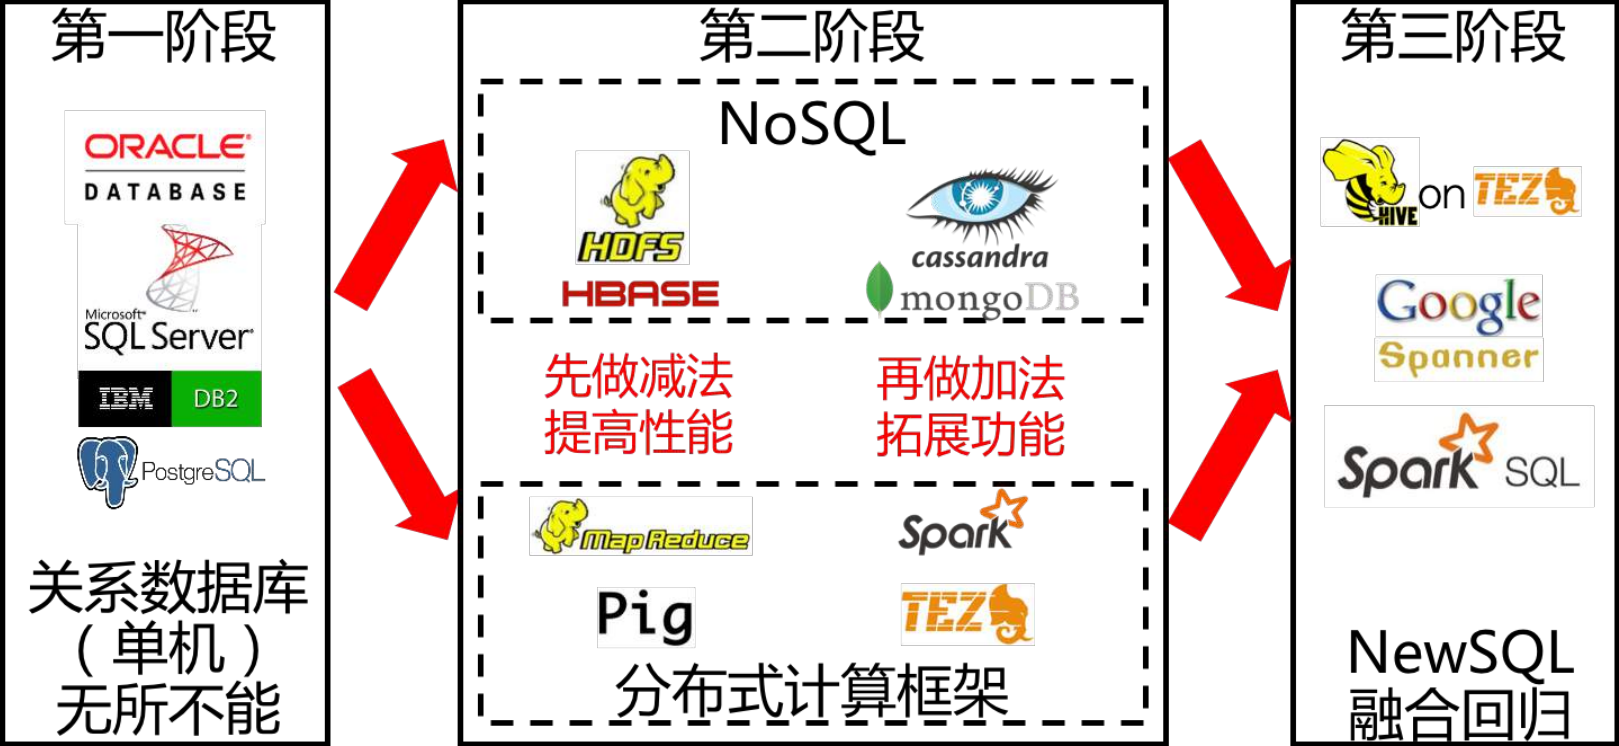 第一阶段
ORACLE®
DATABASE
Microsoft®
SQL Server®
IBM DB2
PostgreSQL
关系数据库
（单机）
无所不能
第二阶段
NoSQL
HDFS
HBASE
cassandra
mongoDB
先做减法
提高性能
再做加法
拓展功能
MapReduce
Spark
Pig
TEZ
分布式计算框架
第三阶段
HIVE on TEZ
Google
Spanner
Spark SQL
NewSQL
融合回归